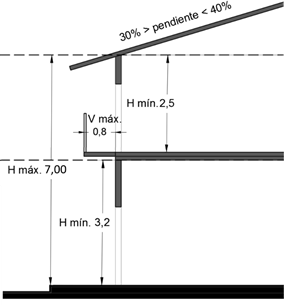 30% > pendiente < 40%
H mín. 2,5
V máx.
0,8
H máx. 7,00
H mín. 3,2